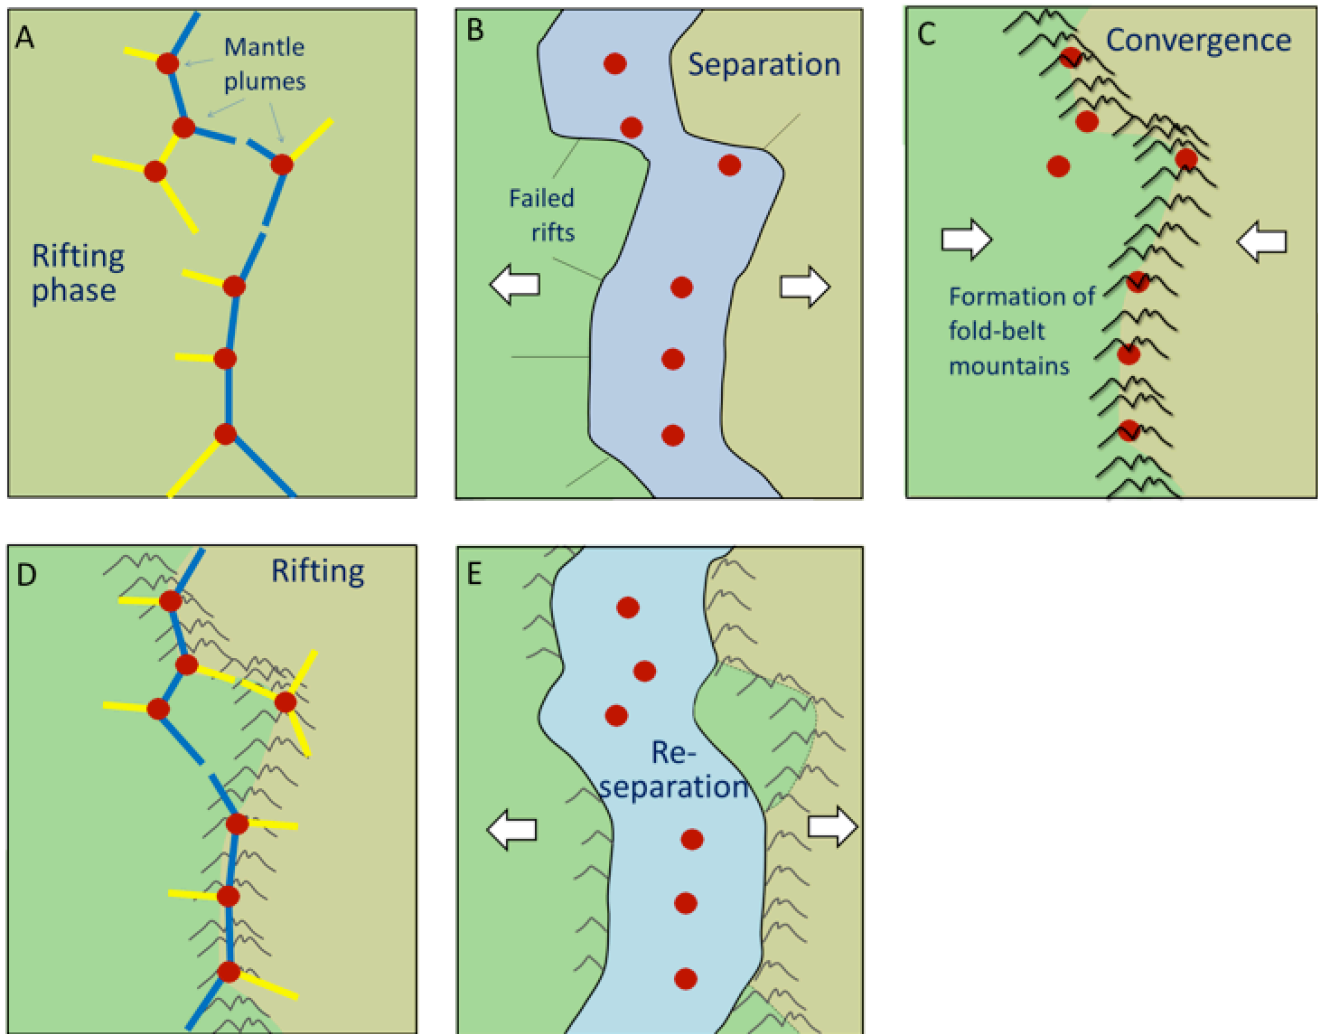 A
Mantle
plumes
Rifting
phase
B
Separation
Failed
rifts
C
Convergence
Formation of
fold-belt
mountains
D
Rifting
E
Re-
separation